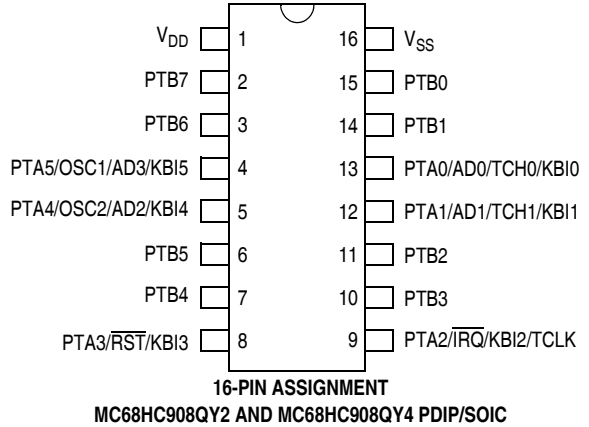 VDD 1 16 VSS
PTB7 2 15 PTB0
PTB6 3 14 PTB1
PTA5/OSC1/AD3/KBI5 4 13 PTA0/AD0/TCH0/KBI0
PTA4/OSC2/AD2/KBI4 5 12 PTA1/AD1/TCH1/KBI1
PTB5 6 11 PTB2
PTB4 7 10 PTB3
PTA3/R̅S̅T̅/KBI3 8 9 PTA2/I̅R̅Q̅/KBI2/TCLK
16-PIN ASSIGNMENT
MC68HC908QY2 AND MC68HC908QY4 PDIP/SOIC